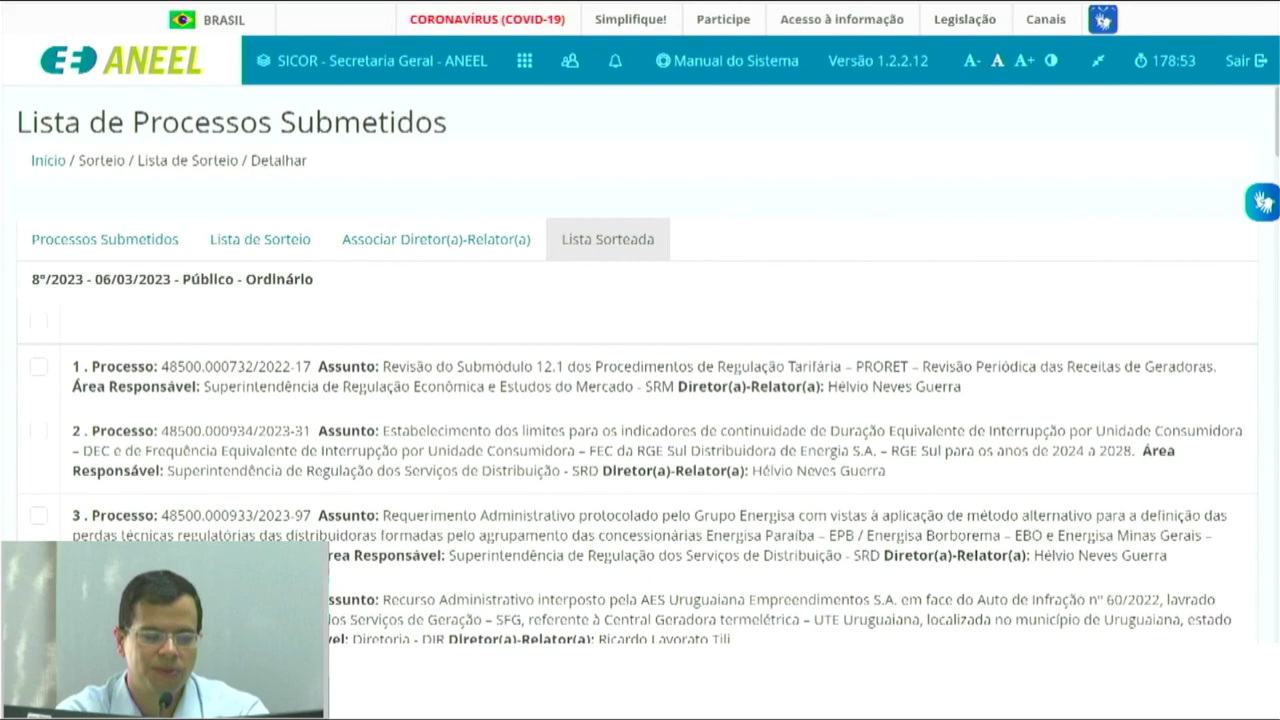 BRASIL
CORONAVÍRUS (COVID-19)
Simplifique!
Participe
Acesso à informação
Legislação
Canais
ANEEL
SICOR - Secretaria Geral - ANEEL
Manual do Sistema
Versão 1.2.2.12
A- A A+
178:53
Sair
Lista de Processos Submetidos
Início / Sorteio / Lista de Sorteio / Detalhar
Processos Submetidos
Lista de Sorteio
Associar Diretor(a)-Relator(a)
Lista Sorteada
8º/2023 - 06/03/2023 - Público - Ordinário
1 . Processo: 48500.000732/2022-17 Assunto: Revisão do Submódulo 12.1 dos Procedimentos de Regulação Tarifária – PRORET – Revisão Periódica das Receitas de Geradoras.
Área Responsável: Superintendência de Regulação Econômica e Estudos do Mercado - SRM Diretor(a)-Relator(a): Hélvio Neves Guerra
2 . Processo: 48500.000934/2023-31 Assunto: Estabelecimento dos limites para os indicadores de continuidade de Duração Equivalente de Interrupção por Unidade Consumidora
– DEC e de Frequência Equivalente de Interrupção por Unidade Consumidora – FEC da RGE Sul Distribuidora de Energia S.A. – RGE Sul para os anos de 2024 a 2028. Área
Responsável: Superintendência de Regulação dos Serviços de Distribuição - SRD Diretor(a)-Relator(a): Hélvio Neves Guerra
3 . Processo: 48500.000933/2023-97 Assunto: Requerimento Administrativo protocolado pelo Grupo Energisa com vistas à aplicação de método alternativo para a definição das
perdas técnicas regulatórias das distribuidoras formadas pelo agrupamento das concessionárias Energisa Paraíba – EPB / Energisa Borborema – EBO e Energisa Minas Gerais –
rea Responsável: Superintendência de Regulação dos Serviços de Distribuição - SRD Diretor(a)-Relator(a): Hélvio Neves Guerra
ssunto: Recurso Administrativo interposto pela AES Uruguaiana Empreendimentos S.A. em face do Auto de Infração nº 60/2022, lavrado
os Serviços de Geração – SFG, referente à Central Geradora termelétrica – UTE Uruguaiana, localizada no município de Uruguaiana, estado
el: Diretoria - DIR Diretor(a)-Relator(a): Ricardo Lavorato Tili